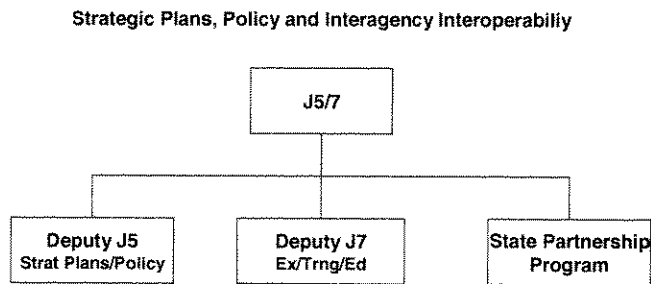 Strategic Plans, Policy and Interagency Interoperabiliy
J5/7
Deputy J5
Strat Plans/Policy
Deputy J7
Ex/Trng/Ed
State Partnership
Program